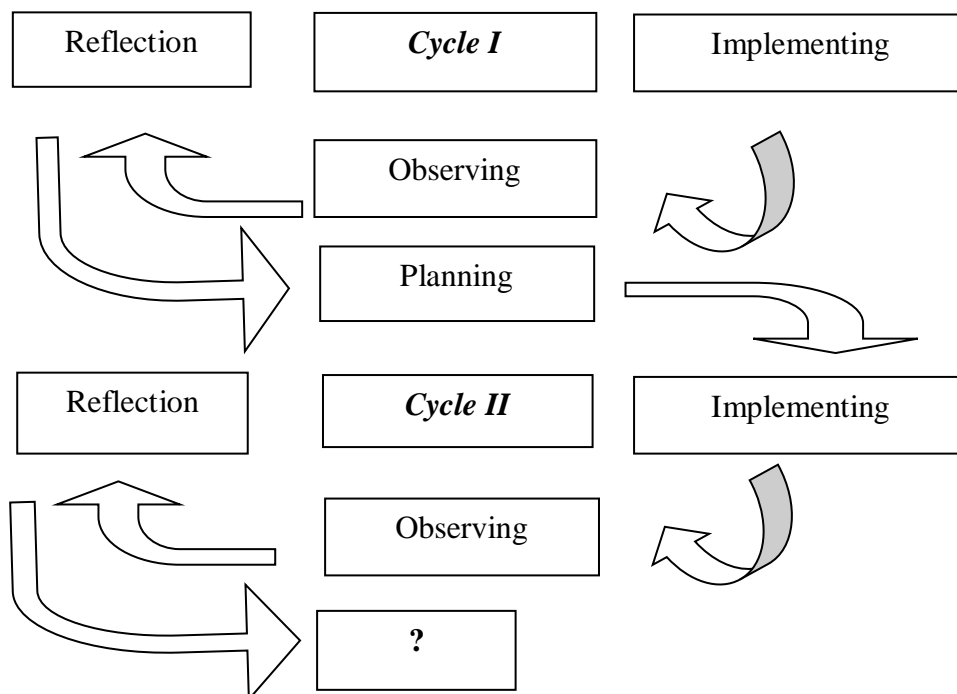 Reflection
Cycle I
Implementing
Observing
Planning
Reflection
Cycle II
Implementing
Observing
?